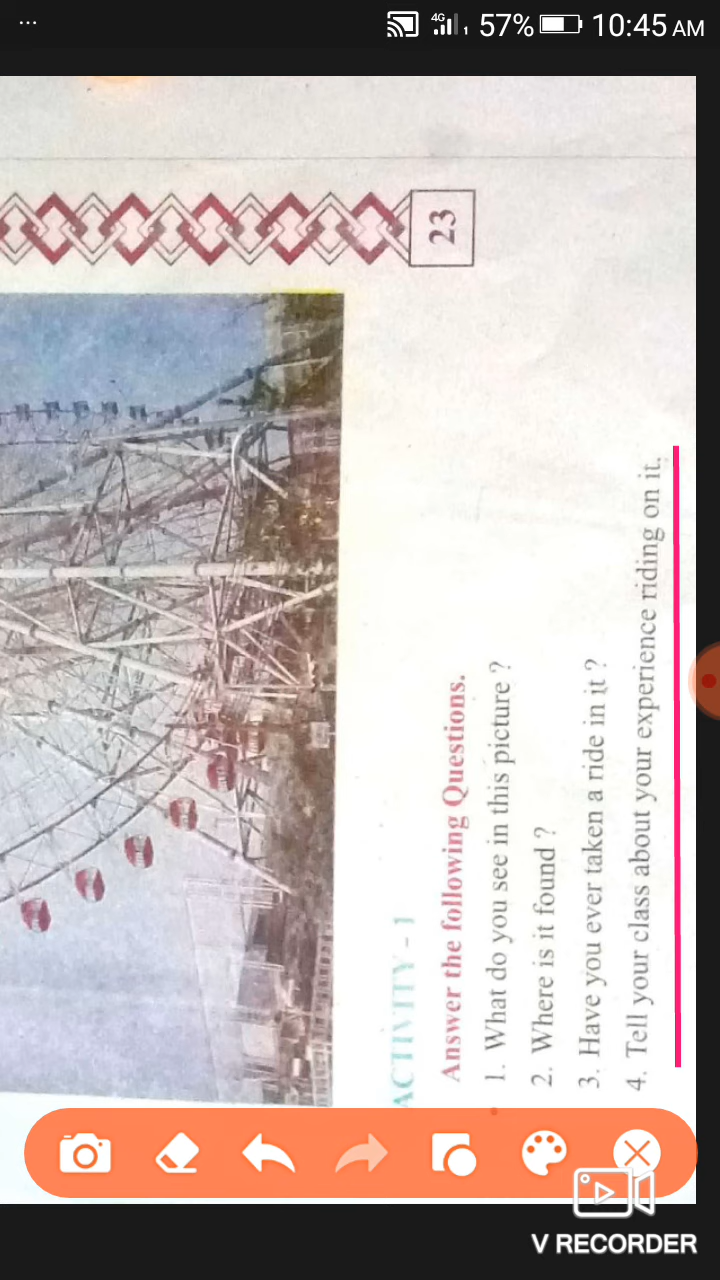 ...
4G 57% 10:45 AM
23
ACTIVITY - 1
Answer the following Questions.
1. What do you see in this picture ?
2. Where is it found ?
3. Have you ever taken a ride in it ?
4. Tell your class about your experience riding on it.
V RECORDER